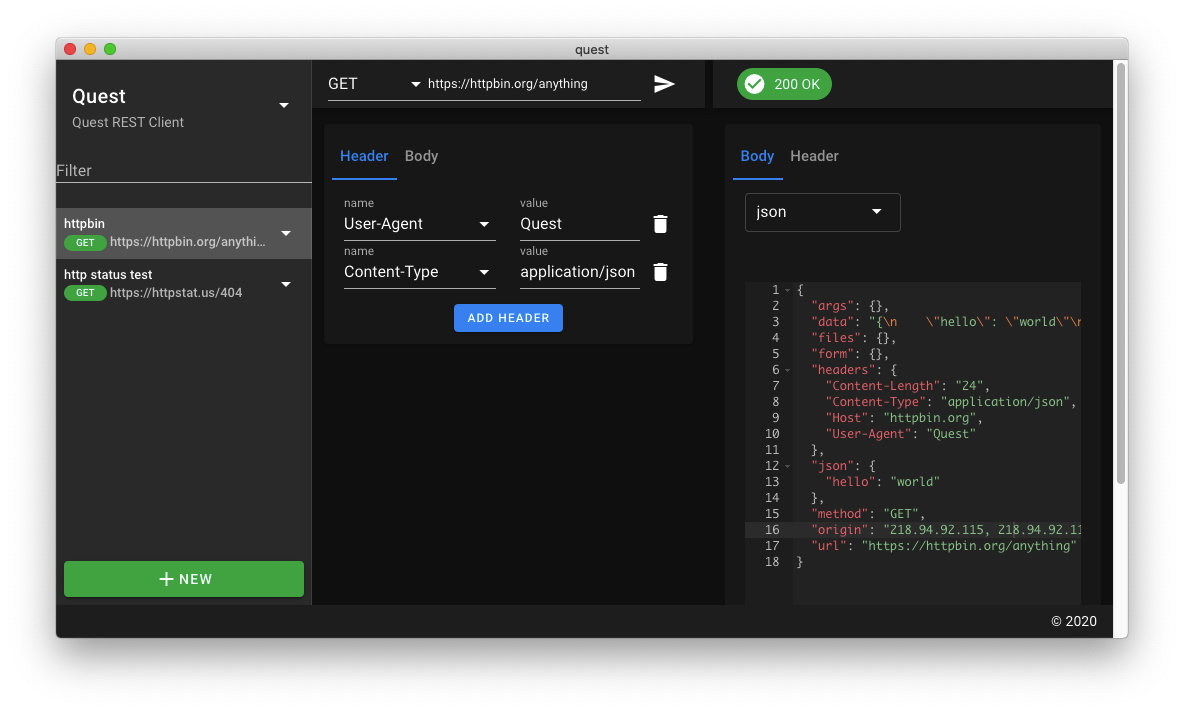 quest
Quest
Quest REST Client
Filter
httpbin
GET https://httpbin.org/anythi...
http status test
GET https://httpstat.us/404
NEW
GET https://httpbin.org/anything
Header Body
name value
User-Agent Quest
name value
Content-Type application/json
ADD HEADER
200 OK
Body Header
json
1 {
2 "args": {},
3 "data": "{\n    \"hello\": \"world\"\n
4 "files": {},
5 "form": {},
6 "headers": {
7 "Content-Length": "24",
8 "Content-Type": "application/json",
9 "Host": "httpbin.org",
10 "User-Agent": "Quest"
11 },
12 "json": {
13 "hello": "world"
14 },
15 "method": "GET",
16 "origin": "218.94.92.115, 218.94.92.11
17 "url": "https://httpbin.org/anything"
18 }
© 2020